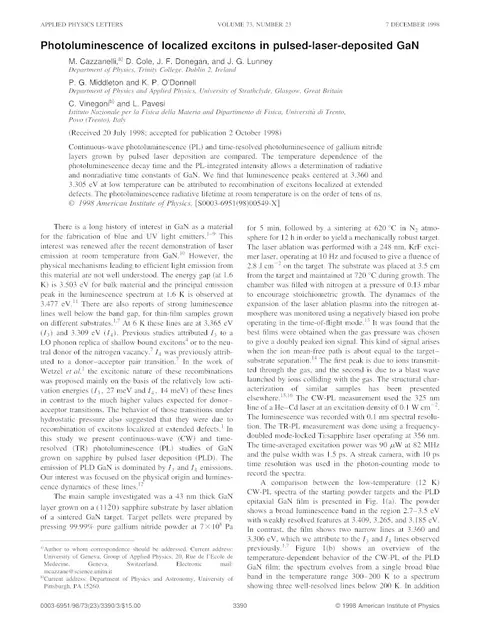 APPLIED PHYSICS LETTERS VOLUME 73, NUMBER 23 7 DECEMBER 1998
Photoluminescence of localized excitons in pulsed-laser-deposited GaN
M. Cazzanelli,a) D. Cole, J. F. Donegan, and J. G. Lunney
Department of Physics, Trinity College, Dublin 2, Ireland
P. G. Middleton and K. P. O'Donnell
Department of Physics and Applied Physics, University of Strathclyde, Glasgow, Great Britain
C. Vinegonib) and L. Pavesi
Istituto Nazionale per la Fisica della Materia and Dipartimento di Fisica, Università di Trento,
Povo (Trento), Italy
(Received 20 July 1998; accepted for publication 2 October 1998)
Continuous-wave photoluminescence (PL) and time-resolved photoluminescence of gallium nitride
layers grown by pulsed laser deposition are compared. The temperature dependence of the
photoluminescence decay time and the PL-integrated intensity allows a determination of radiative
and nonradiative time constants of GaN. We find that luminescence peaks centered at 3.360 and
3.305 eV at low temperature can be attributed to recombination of excitons localized at extended
defects. The photoluminescence radiative lifetime at room temperature is on the order of tens of ns.
© 1998 American Institute of Physics. [S0003-6951(98)00549-X]
There is a long history of interest in GaN as a material
for the fabrication of blue and UV light emitters. This
interest was renewed after the recent demonstration of laser
emission at room temperature from GaN. However, the
physical mechanisms leading to efficient light emission from
this material are not well understood. The energy gap (at 1.6
K) is 3.503 eV for bulk material and the principal emission
peak in the luminescence spectrum at 1.6 K is observed at
3.477 eV. There are also reports of strong luminescence
lines well below the band gap, for thin-film samples grown
on different substrates. At 6 K these lines are at 3.365 eV
(I3) and 3.309 eV (I4). Previous studies attributed I3 to a
LO phonon replica of shallow bound excitons or to the neu-
tral donor of the nitrogen vacancy. I4 was previously attrib-
uted to a donor–acceptor pair transition. In the work of
Wetzel et al. the excitonic nature of these recombinations
was proposed mainly on the basis of the relatively low acti-
vation energies (I3, 27 meV and I4, 14 meV) of these lines
in contrast to the much higher values expected for donor–
acceptor transitions. The behavior of those transitions under
hydrostatic pressure also suggested that they were due to
recombination of excitons localized at extended defects. In
this study we present continuous-wave (CW) and time-
resolved (TR) photoluminescence (PL) studies of GaN
grown on sapphire by pulsed laser deposition (PLD). The
emission of PLD GaN is dominated by I3 and I4 emissions.
Our interest was focused on the physical origin and lumines-
cence dynamics of these lines.
The main sample investigated was a 43 nm thick GaN
layer grown on a (1120) sapphire substrate by laser ablation
of a sintered GaN target. Target pellets were prepared by
pressing 99.99% pure gallium nitride powder at 7×10⁸ Pa
a)Author to whom correspondence should be addressed. Current address:
University of Geneva, Group of Applied Physics, 20, Rue de l'Ecole de
Medecine, Geneva, Switzerland. Electronic mail:
b)Current address: Department of Physics and Astronomy, University of
Pittsburgh, PA 15260.
for 5 min, followed by a sintering at 620 °C in N2 atmo-
sphere for 12 h in order to yield a mechanically robust target.
The laser ablation was performed with a 248 nm, KrF exci-
mer laser, operating at 10 Hz and focused to give a fluence of
2.8 J cm⁻² on the target. The substrate was placed at 3.5 cm
from the target and maintained at 720 °C during growth. The
chamber was filled with nitrogen at a pressure of 0.13 mbar
to encourage stoichiometric growth. The dynamics of the
expansion of the laser ablation plasma into the nitrogen at-
mosphere was monitored using a negatively biased ion probe
operating in the time-of-flight mode. It was found that the
best films were obtained when the gas pressure was chosen
to give a doubly peaked ion signal. This kind of signal arises
when the ion mean-free path is about equal to the target–
substrate separation. The first peak is due to ions transmit-
ted through the gas, and the second is due to a blast wave
launched by ions colliding with the gas. The structural char-
acterization of similar samples has been presented
elsewhere. The CW-PL measurement used the 325 nm
line of a He–Cd laser at an excitation density of 0.1 W cm⁻².
The luminescence was recorded with 0.1 nm spectral resolu-
tion. The TR-PL measurement was done using a frequency-
doubled mode-locked Ti:sapphire laser operating at 356 nm.
The time-averaged excitation power was 90 μW at 82 MHz
and the pulse width was 1.5 ps. A streak camera, with 10 ps
time resolution was used in the photon-counting mode to
record the spectra.
A comparison between the low-temperature (12 K)
CW-PL spectra of the starting powder targets and the PLD
epitaxial GaN film is presented in Fig. 1(a). The powder
shows a broad luminescence band in the region 2.7–3.5 eV
with weakly resolved features at 3.409, 3.265, and 3.185 eV.
In contrast, the film shows two narrow lines at 3.360 and
3.306 eV, which we attribute to the I3 and I4 lines observed
previously. Figure 1(b) shows an overview of the
temperature-dependent behavior of the CW-PL of the PLD
GaN film; the spectrum evolves from a single broad blue
band in the temperature range 300–200 K to a spectrum
showing three well-resolved lines below 200 K. In addition
0003-6951/98/73(23)/3390/3/$15.00 3390 © 1998 American Institute of Physics